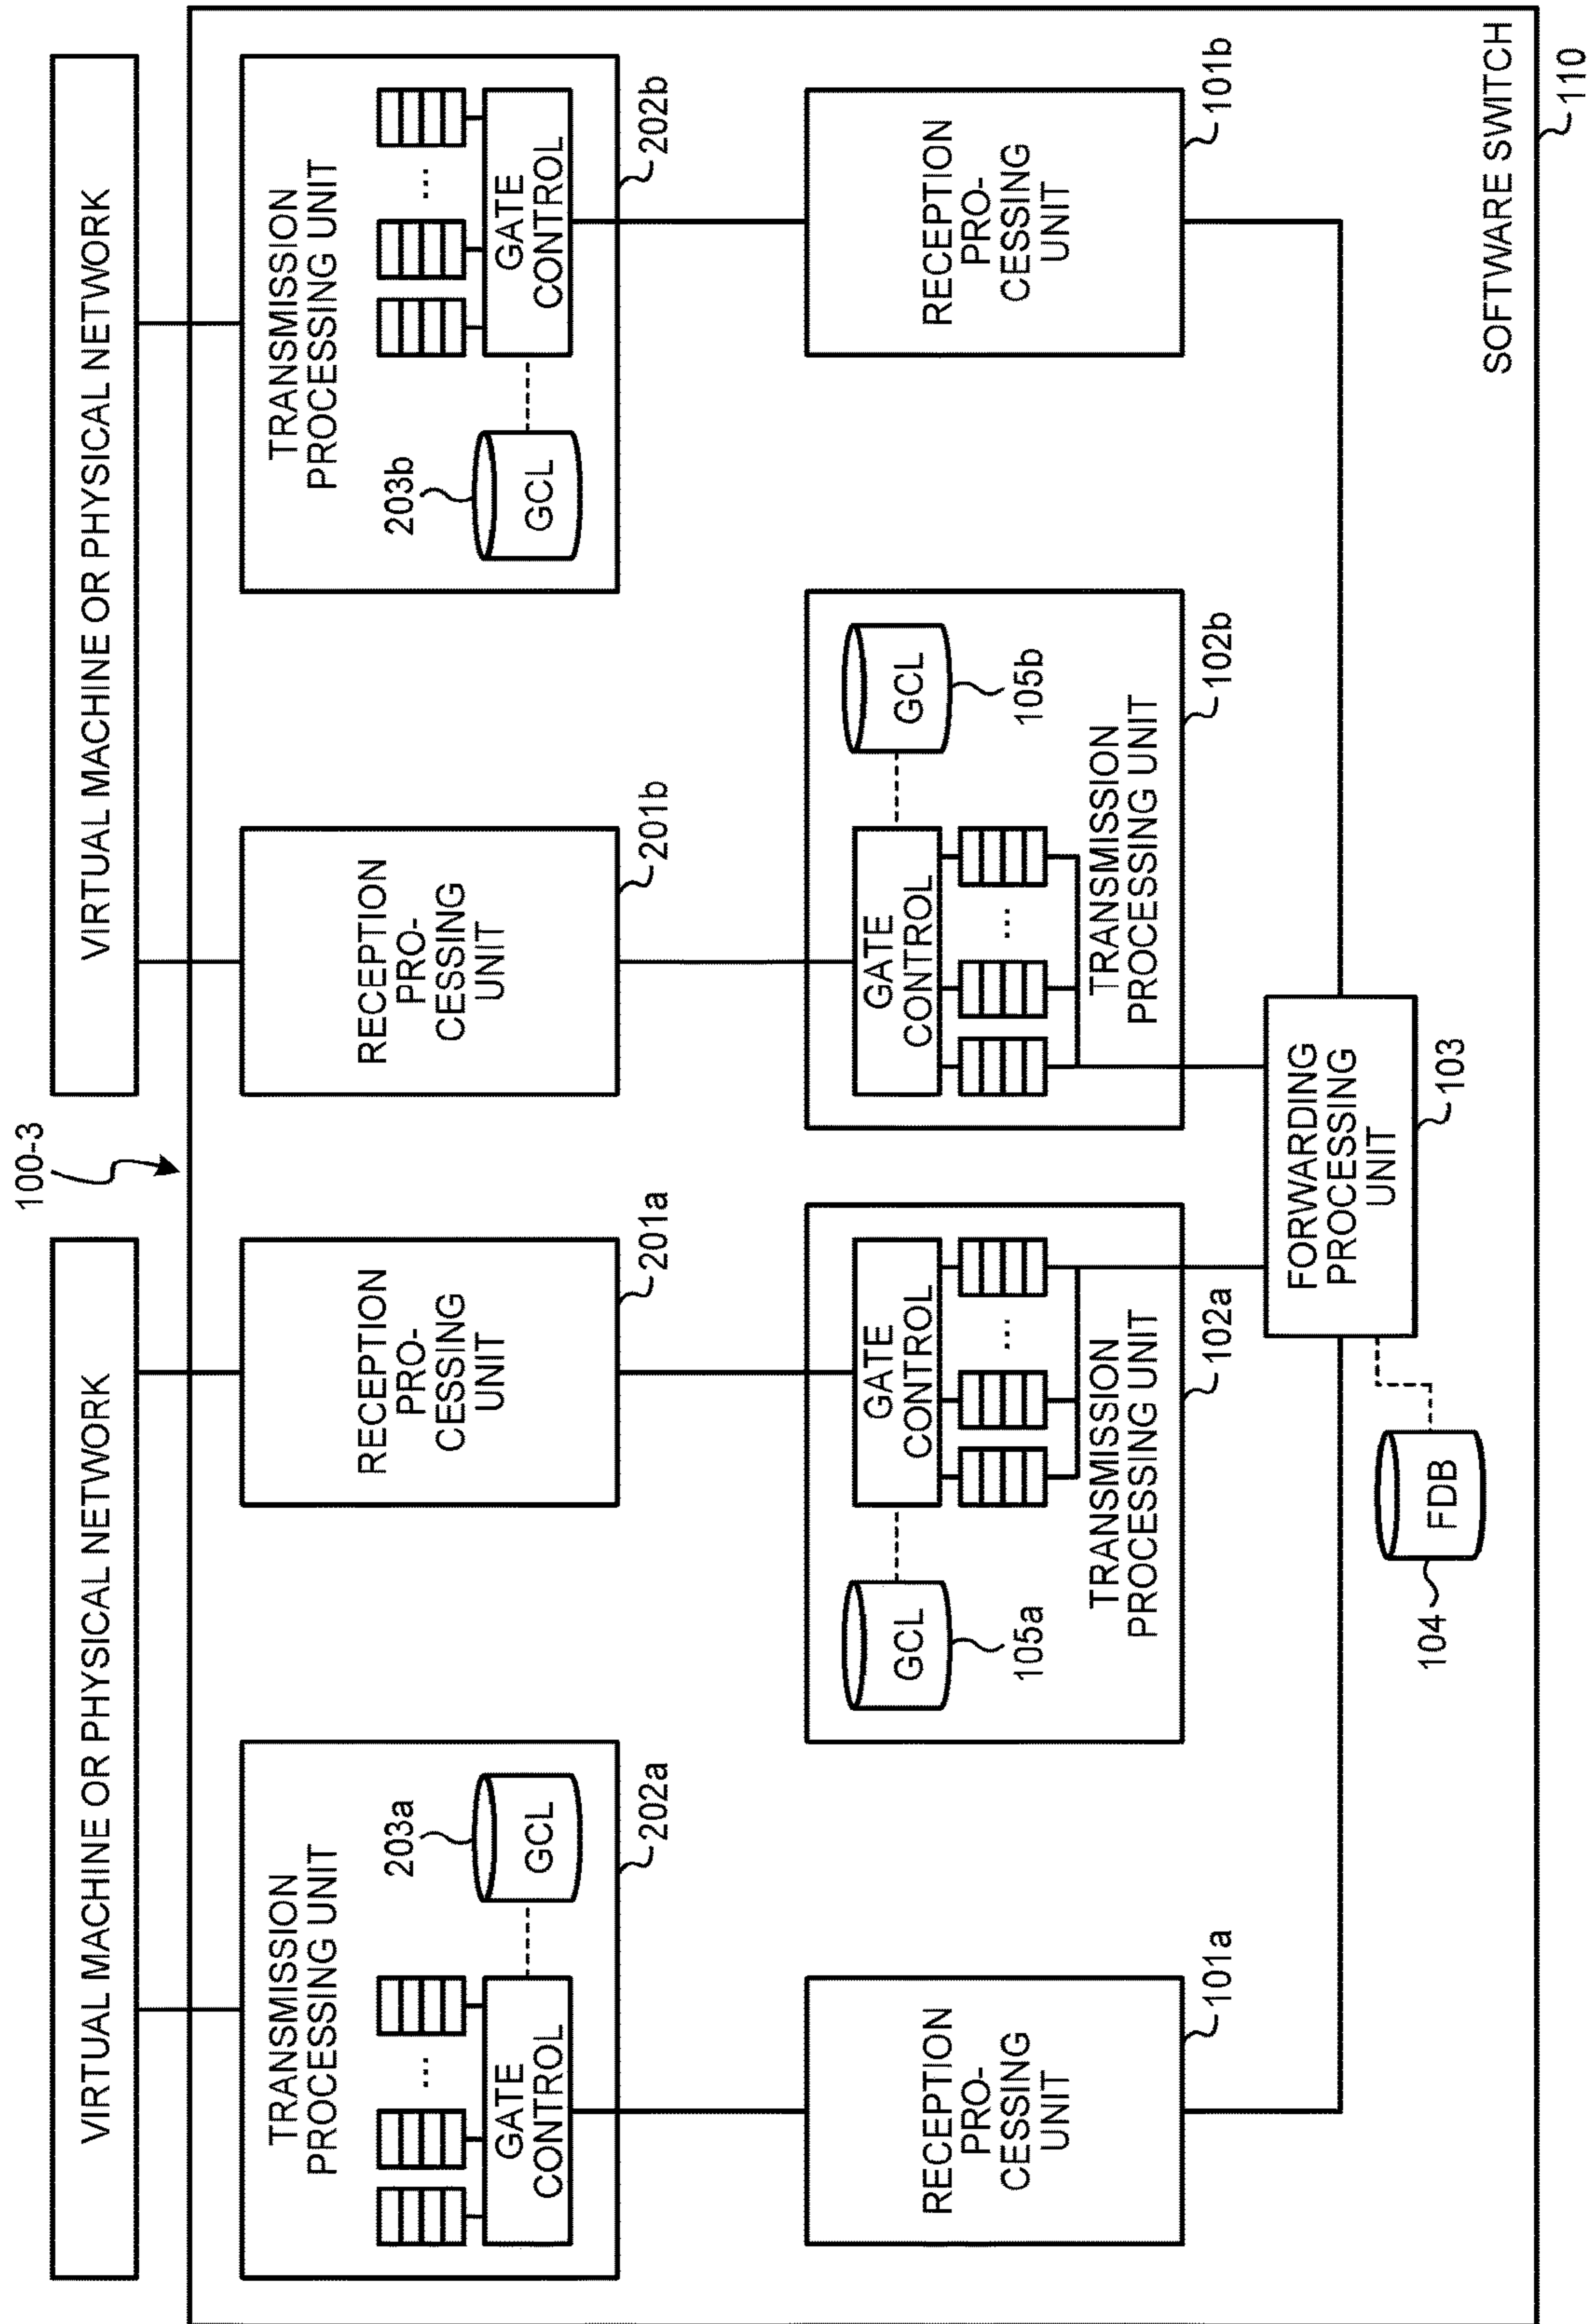 100-3
VIRTUAL MACHINE OR PHYSICAL NETWORK
VIRTUAL MACHINE OR PHYSICAL NETWORK
TRANSMISSION
PROCESSING UNIT
...
GATE
CONTROL
203a
GCL
202a
RECEPTION
PRO-
CESSING
UNIT
201a
RECEPTION
PRO-
CESSING
UNIT
201b
TRANSMISSION
PROCESSING UNIT
203b
GCL
...
GATE
CONTROL
202b
RECEPTION
PRO-
CESSING
UNIT
101a
GCL
105a
GATE
CONTROL
...
TRANSMISSION
PROCESSING UNIT
102a
GATE
CONTROL
...
GCL
105b
TRANSMISSION
PROCESSING UNIT
102b
RECEPTION
PRO-
CESSING
UNIT
101b
104
FDB
FORWARDING
PROCESSING
UNIT
103
SOFTWARE SWITCH
110